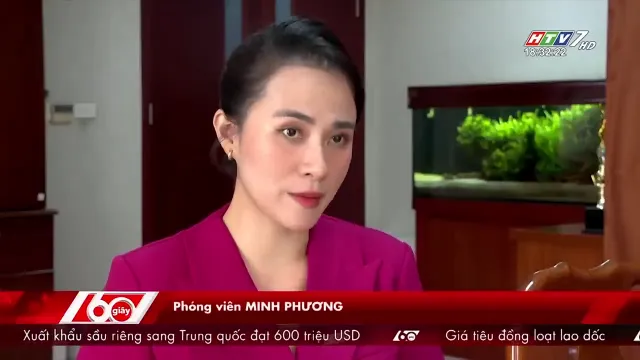 HTV7 HD
18:32:22
60 giây
Phóng viên MINH PHƯƠNG
Xuất khẩu sầu riêng sang Trung quốc đạt 600 triệu USD 60 Giá tiêu đồng loạt lao dốc